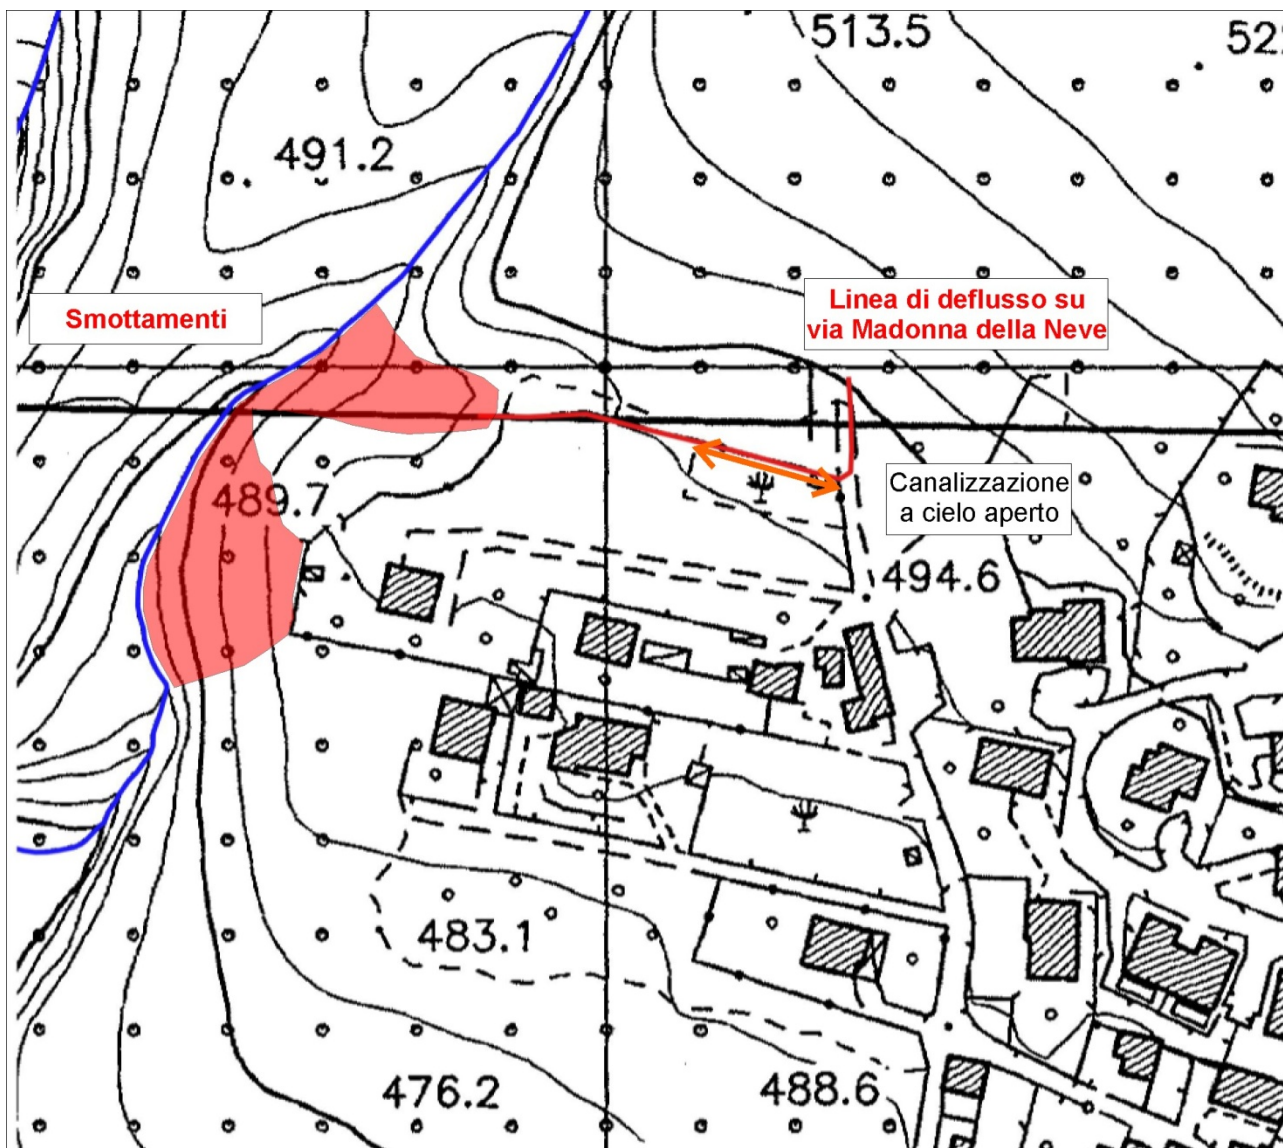 513.5
491.2
Smottamenti
Linea di deflusso su
via Madonna della Neve
489.7
Canalizzazione
a cielo aperto
494.6
483.1
476.2
488.6